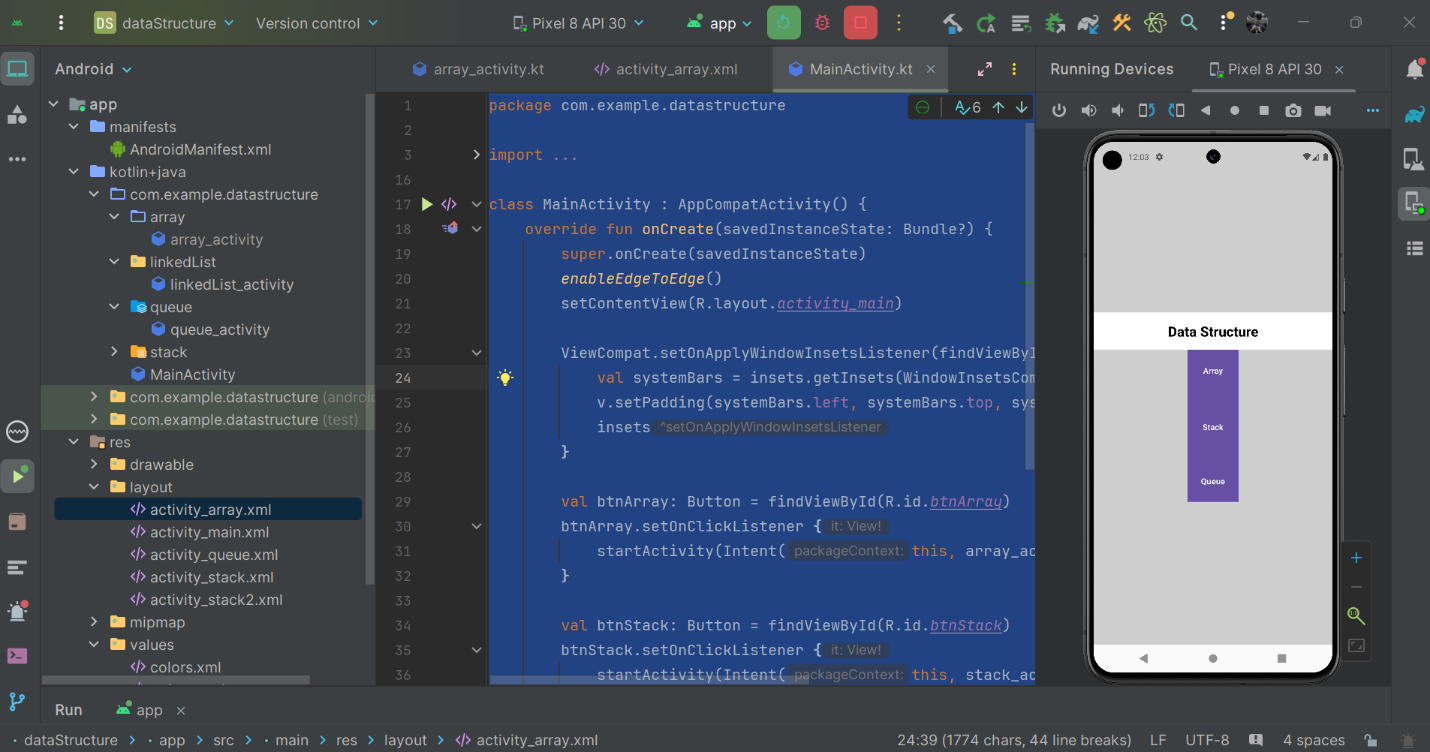 DS dataStructure Version control Pixel 8 API 30 app
Android
app
manifests
AndroidManifest.xml
kotlin+java
com.example.datastructure
array
array_activity
linkedList
linkedList_activity
queue
queue_activity
stack
MainActivity
com.example.datastructure (androi
com.example.datastructure (test)
res
drawable
layout
activity_array.xml
activity_main.xml
activity_queue.xml
activity_stack.xml
activity_stack2.xml
mipmap
values
colors.xml
array_activity.kt activity_array.xml MainActivity.kt
6
1 package com.example.datastructure
2
3 import ...
16
17 class MainActivity : AppCompatActivity() {
18 override fun onCreate(savedInstanceState: Bundle?) {
19 super.onCreate(savedInstanceState)
20 enableEdgeToEdge()
21 setContentView(R.layout.activity_main)
22
23 ViewCompat.setOnApplyWindowInsetsListener(findViewById
24 val systemBars = insets.getInsets(WindowInsetsCom
25 v.setPadding(systemBars.left, systemBars.top, sys
26 insets ^setOnApplyWindowInsetsListener
27 }
28
29 val btnArray: Button = findViewById(R.id.btnArray)
30 btnArray.setOnClickListener { it: View!
31 startActivity(Intent( packageContext: this, array_ac
32 }
33
34 val btnStack: Button = findViewById(R.id.btnStack)
35 btnStack.setOnClickListener { it: View!
36 startActivity(Intent( packageContext: this, stack_ac
Running Devices Pixel 8 API 30
12:03
Data Structure
Array
Stack
Queue
1:1
Run app
dataStructure app src main res layout activity_array.xml
24:39 (1774 chars, 44 line breaks) LF UTF-8 4 spaces